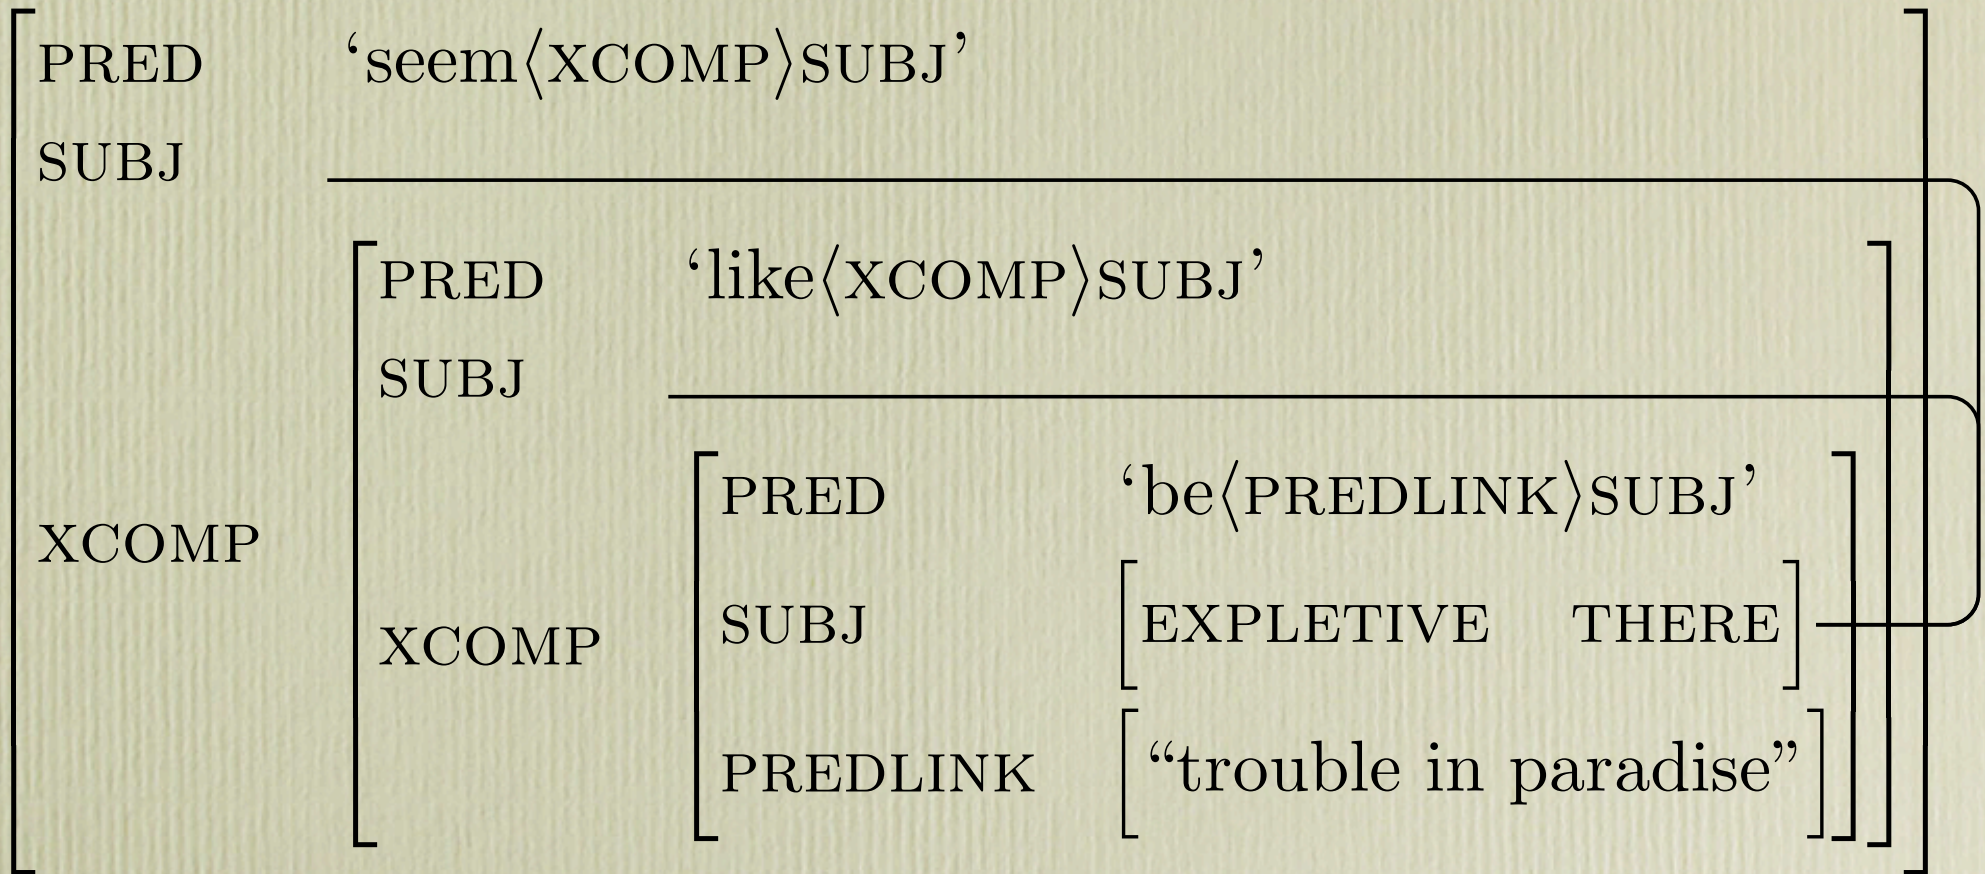 PRED ‘seem⟨XCOMP⟩SUBJ’
SUBJ
PRED ‘like⟨XCOMP⟩SUBJ’
SUBJ
XCOMP
PRED ‘be⟨PREDLINK⟩SUBJ’
SUBJ [EXPLETIVE THERE]
XCOMP
PREDLINK [“trouble in paradise”]